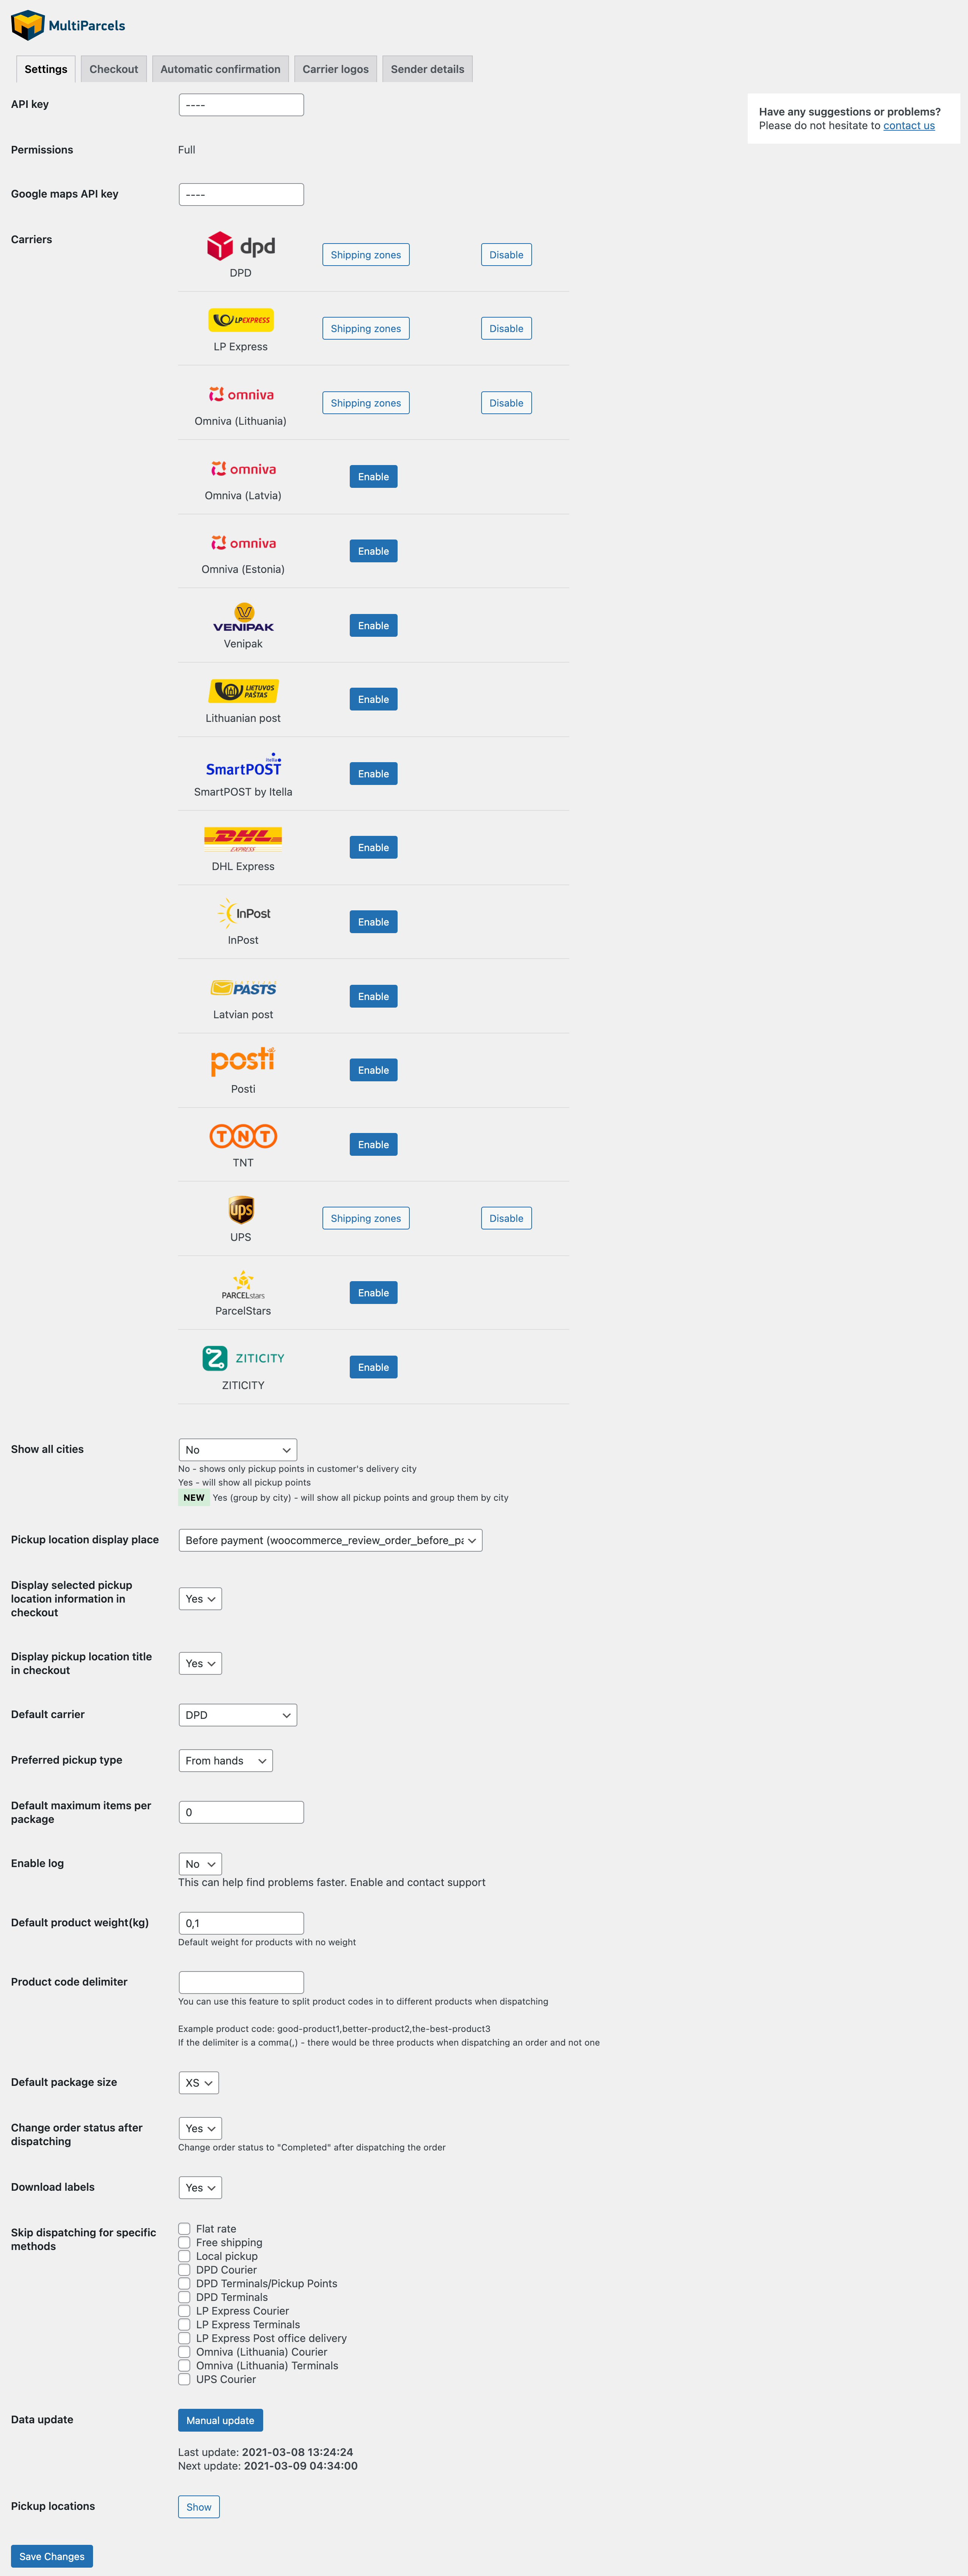 MultiParcels
Settings
Checkout
Automatic confirmation
Carrier logos
Sender details
API key
----
Have any suggestions or problems?
Please do not hesitate to contact us
Permissions
Full
Google maps API key
----
Carriers
dpd
DPD
Shipping zones
Disable
LPEXPRESS
LP Express
Shipping zones
Disable
omniva
Omniva (Lithuania)
Shipping zones
Disable
omniva
Omniva (Latvia)
Enable
omniva
Omniva (Estonia)
Enable
VENIPAK
Venipak
Enable
LIETUVOS
PAŠTAS
Lithuanian post
Enable
Itella
SmartPOST
SmartPOST by Itella
Enable
DHL
EXPRESS
DHL Express
Enable
InPost
InPost
Enable
PASTS
Latvian post
Enable
posti
Posti
Enable
TNT
TNT
Enable
ups
UPS
Shipping zones
Disable
PARCELstars
ParcelStars
Enable
ZITICITY
ZITICITY
Enable
Show all cities
No
No - shows only pickup points in customer's delivery city
Yes - will show all pickup points
NEW Yes (group by city) - will show all pickup points and group them by city
Pickup location display place
Before payment (woocommerce_review_order_before_pa
Display selected pickup
location information in
checkout
Yes
Display pickup location title
in checkout
Yes
Default carrier
DPD
Preferred pickup type
From hands
Default maximum items per
package
0
Enable log
No
This can help find problems faster. Enable and contact support
Default product weight(kg)
0,1
Default weight for products with no weight
Product code delimiter
You can use this feature to split product codes in to different products when dispatching
Example product code: good-product1,better-product2,the-best-product3
If the delimiter is a comma(,) - there would be three products when dispatching an order and not one
Default package size
XS
Change order status after
dispatching
Yes
Change order status to "Completed" after dispatching the order
Download labels
Yes
Skip dispatching for specific
methods
Flat rate
Free shipping
Local pickup
DPD Courier
DPD Terminals/Pickup Points
DPD Terminals
LP Express Courier
LP Express Terminals
LP Express Post office delivery
Omniva (Lithuania) Courier
Omniva (Lithuania) Terminals
UPS Courier
Data update
Manual update
Last update: 2021-03-08 13:24:24
Next update: 2021-03-09 04:34:00
Pickup locations
Show
Save Changes